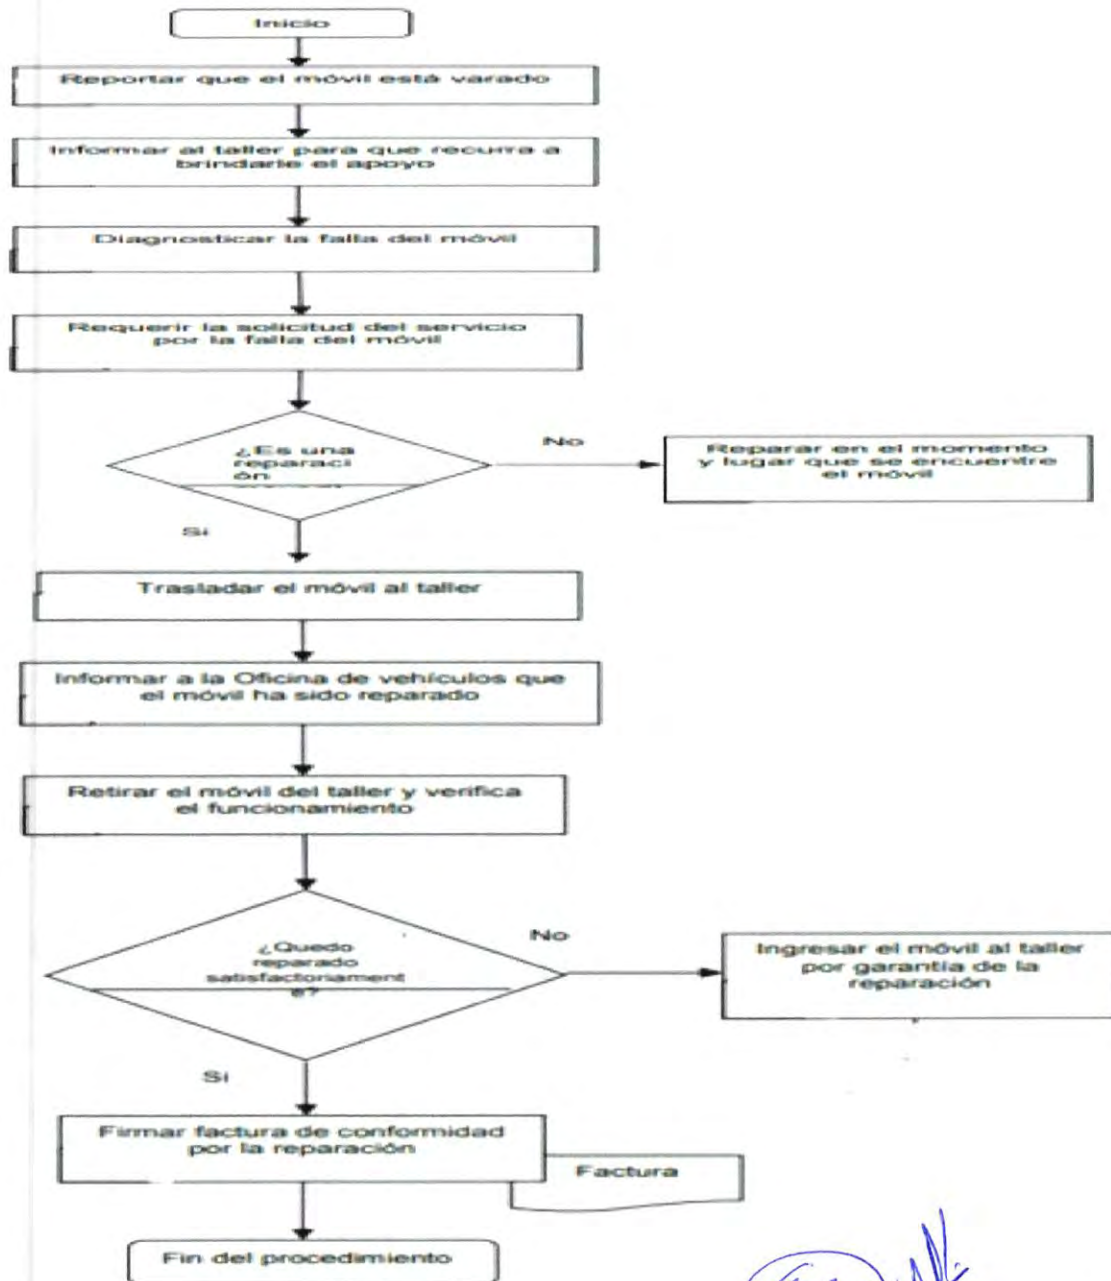 Inicio
Reportar que el móvil está varado
Informar al taller para que recurra a
brindarle el apoyo
Diagnosticar la falla del móvil
Requerir la solicitud del servicio
por la falla del móvil
¿Es una
reparaci
ón
No
Reparar en el momento
y lugar que se encuentre
el móvil
Si
Trasladar el móvil al taller
Informar a la Oficina de vehículos que
el móvil ha sido reparado
Retirar el móvil del taller y verifica
el funcionamiento
¿Quedo
reparado
satisfactoriament
e?
No
Ingresar el móvil al taller
por garantía de la
reparación
Si
Firmar factura de conformidad
por la reparación
Factura
Fin del procedimiento